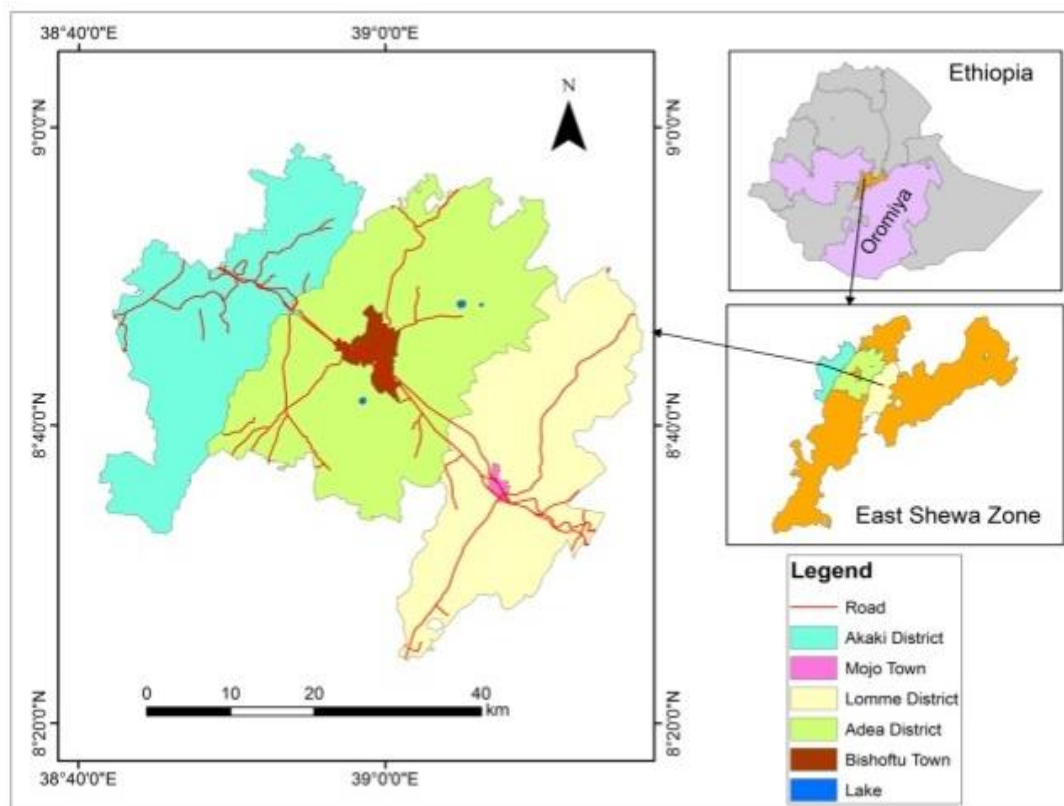 38°40'0"E
39°0'0"E
N
Ethiopia
Oromiya
9°0'0"N
9°0'0"N
8°40'0"N
8°40'0"N
8°20'0"N
8°20'0"N
East Shewa Zone
0
10
20
40
km
38°40'0"E
39°0'0"E
Legend
Road
Akaki District
Mojo Town
Lomme District
Adea District
Bishoftu Town
Lake